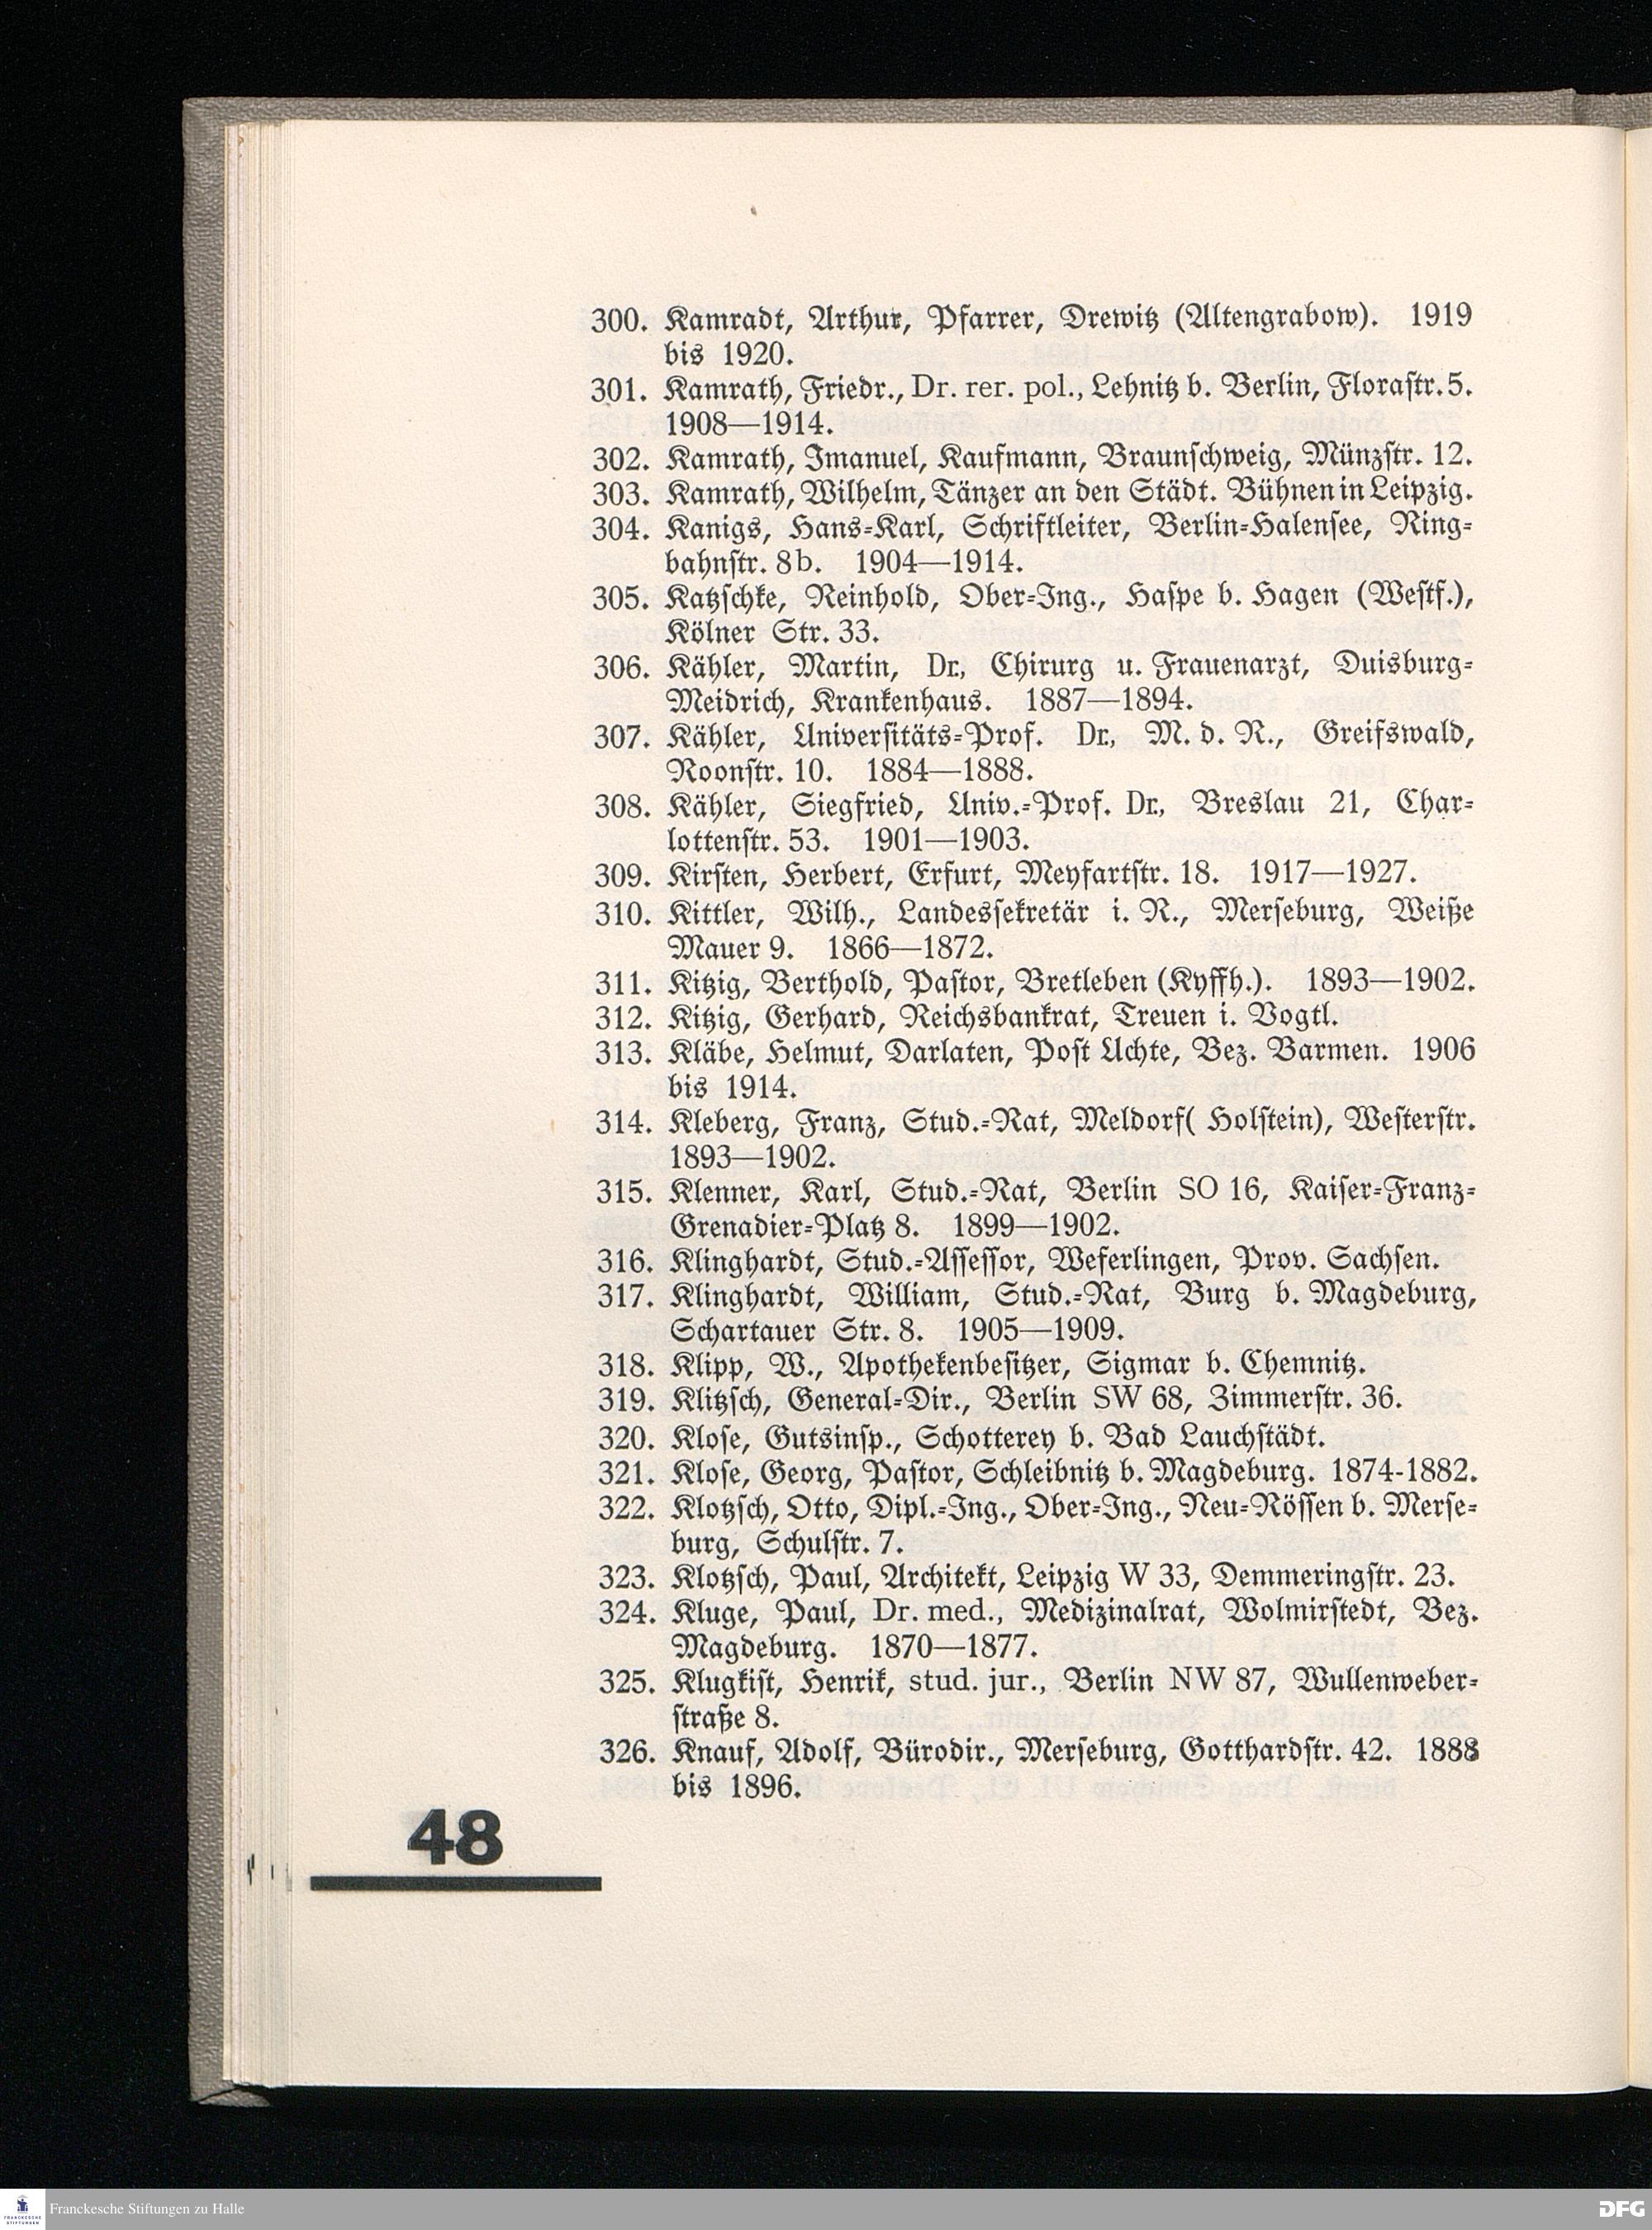 300. Kamradt, Arthur, Pfarrer, Drewitz (Altengrabow). 1919
bis 1920.
301. Kamrath, Friedr., Dr. rer. pol., Lehnitz b. Berlin, Florastr. 5.
1908—1914.
302. Kamrath, Imanuel, Kaufmann, Braunschweig, Münzstr. 12.
303. Kamrath, Wilhelm, Tänzer an den Städt. Bühnen in Leipzig.
304. Kanigs, Hans-Karl, Schriftleiter, Berlin-Halensee, Ring-
bahnstr. 8b. 1904—1914.
305. Katzschke, Reinhold, Ober-Ing., Haspe b. Hagen (Westf.),
Kölner Str. 33.
306. Kähler, Martin, Dr., Chirurg u. Frauenarzt, Duisburg-
Meidrich, Krankenhaus. 1887—1894.
307. Kähler, Universitäts-Prof. Dr., M. d. R., Greifswald,
Roonstr. 10. 1884—1888.
308. Kähler, Siegfried, Univ.-Prof. Dr., Breslau 21, Char-
lottenstr. 53. 1901—1903.
309. Kirsten, Herbert, Erfurt, Meyfartstr. 18. 1917—1927.
310. Kittler, Wilh., Landessekretär i. R., Merseburg, Weiße
Mauer 9. 1866—1872.
311. Kitzig, Berthold, Pastor, Bretleben (Kyffh.). 1893—1902.
312. Kitzig, Gerhard, Reichsbankrat, Treuen i. Vogtl.
313. Kläbe, Helmut, Darlaten, Post Uchte, Bez. Barmen. 1906
bis 1914.
314. Kleberg, Franz, Stud.-Rat, Meldorf( Holstein), Westerstr.
1893—1902.
315. Klenner, Karl, Stud.-Rat, Berlin SO 16, Kaiser-Franz-
Grenadier-Platz 8. 1899—1902.
316. Klinghardt, Stud.-Assessor, Weferlingen, Prov. Sachsen.
317. Klinghardt, William, Stud.-Rat, Burg b. Magdeburg,
Schartauer Str. 8. 1905—1909.
318. Klipp, W., Apothekenbesitzer, Sigmar b. Chemnitz.
319. Klitzsch, General-Dir., Berlin SW 68, Zimmerstr. 36.
320. Klose, Gutsinsp., Schotterey b. Bad Lauchstädt.
321. Klose, Georg, Pastor, Schleibnitz b. Magdeburg. 1874-1882.
322. Klotzsch, Otto, Dipl.-Ing., Ober-Ing., Neu-Rössen b. Merse-
burg, Schulstr. 7.
323. Klotzsch, Paul, Architekt, Leipzig W 33, Demmeringstr. 23.
324. Kluge, Paul, Dr. med., Medizinalrat, Wolmirstedt, Bez.
Magdeburg. 1870—1877.
325. Klugkist, Henrik, stud. jur., Berlin NW 87, Wullenweber-
straße 8.
326. Knauf, Adolf, Bürodir., Merseburg, Gotthardstr. 42. 1888
bis 1896.
48
Franckesche Stiftungen zu Halle
FRANCKESCHE
STIFTUNGEN
DFG